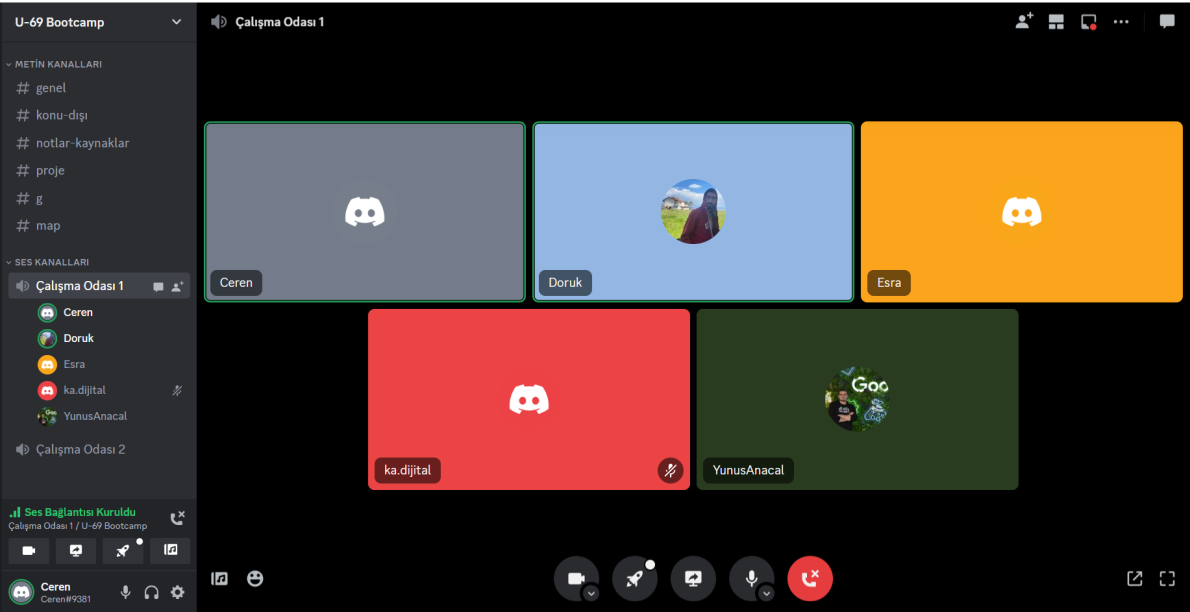 U-69 Bootcamp
Çalışma Odası 1
METİN KANALLARI
# genel
# konu-dışı
# notlar-kaynaklar
# proje
# g
# map
SES KANALLARI
Çalışma Odası 1
Ceren
Doruk
Esra
ka.dijital
YunusAnacal
Çalışma Odası 2
Ses Bağlantısı Kuruldu
Çalışma Odası 1 / U-69 Bootcamp
Ceren
Ceren#9381
Ceren
Doruk
Esra
ka.dijital
Goo
YunusAnacal